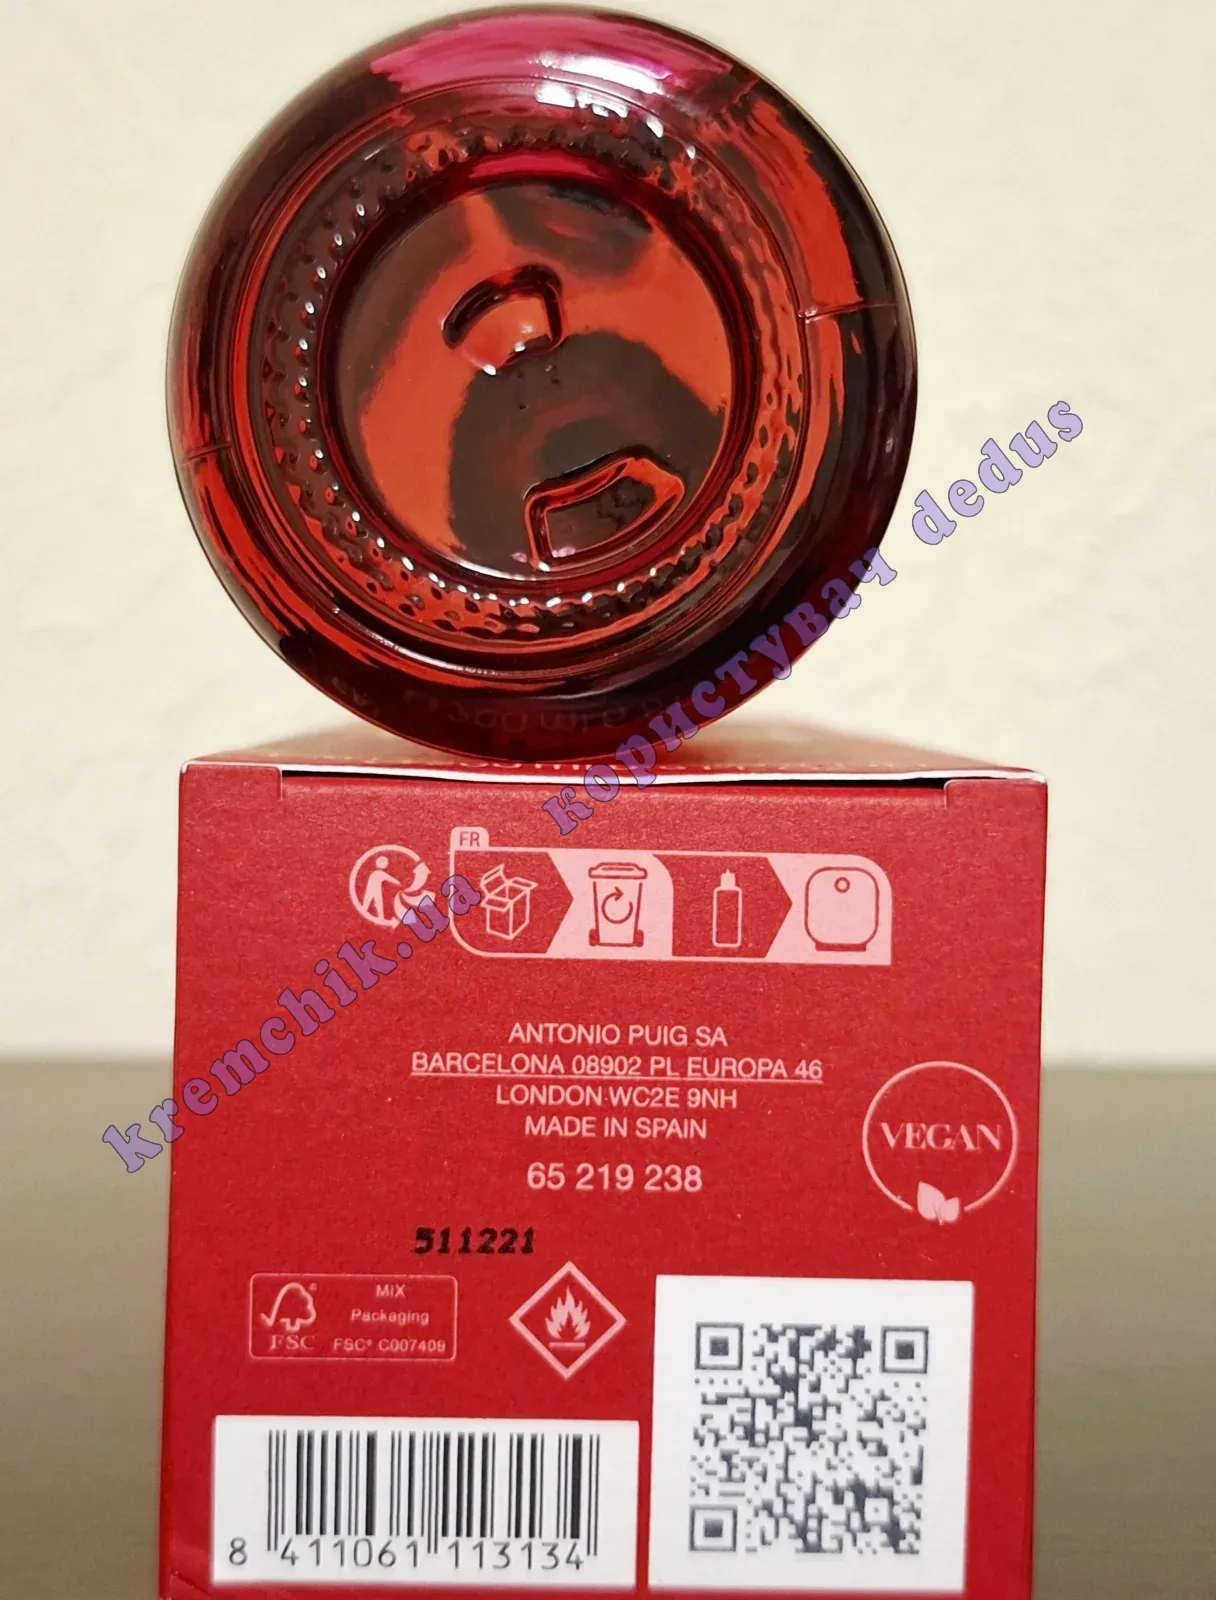 FR
ANTONIO PUIG SA
BARCELONA 08902 PL EUROPA 46
LONDON WC2E 9NH
MADE IN SPAIN
65 219 238
VEGAN
511221
MIX
Packaging
FSC® C007409
FSC
8 411061 113134
kremchik.ua користувач dedus